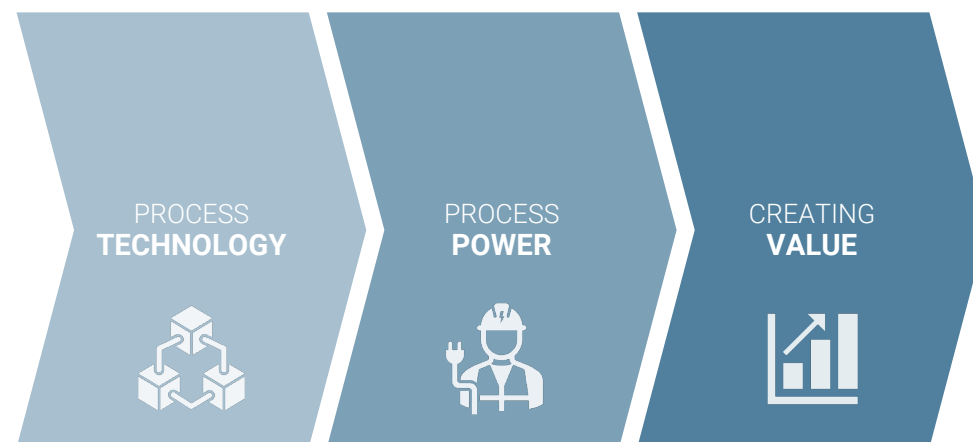 PROCESS
TECHNOLOGY
PROCESS
POWER
CREATING
VALUE